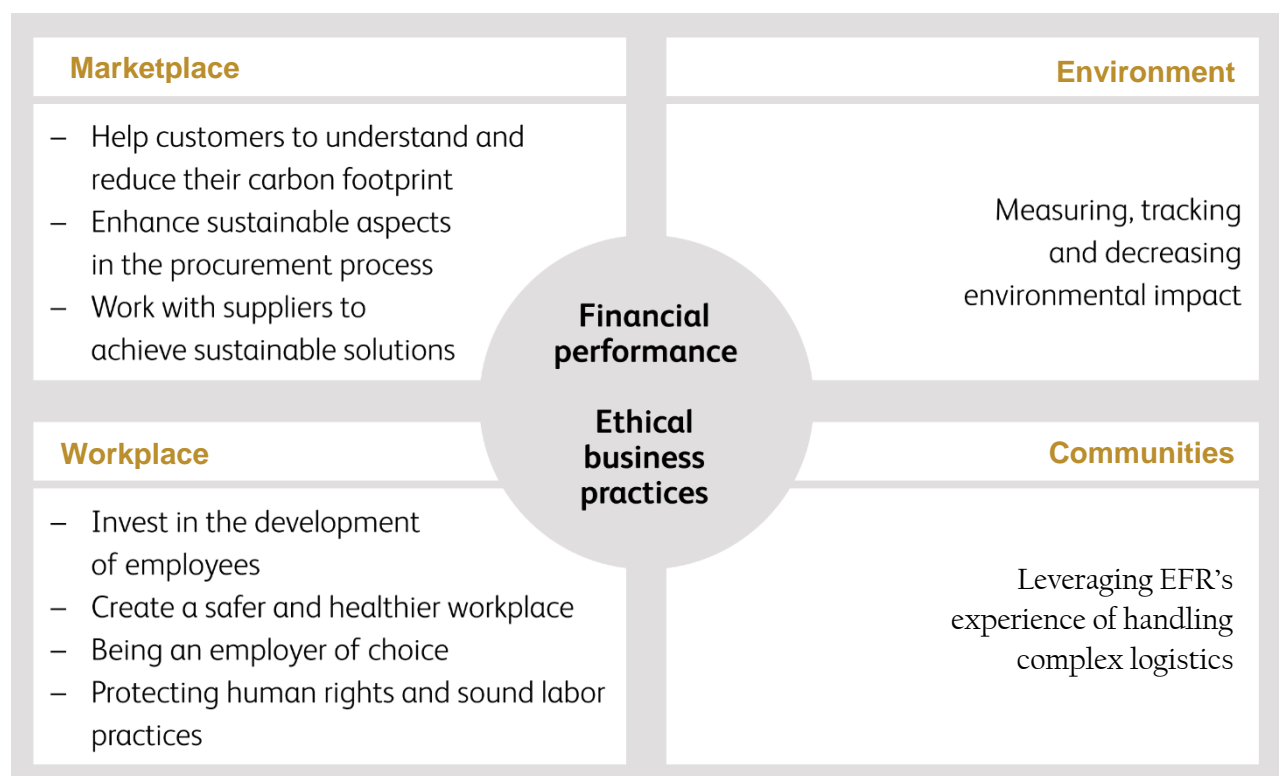 Marketplace
– Help customers to understand and
reduce their carbon footprint
– Enhance sustainable aspects
in the procurement process
– Work with suppliers to
achieve sustainable solutions
Environment
Measuring, tracking
and decreasing
environmental impact
Financial
performance
Ethical
business
practices
Workplace
– Invest in the development
of employees
– Create a safer and healthier workplace
– Being an employer of choice
– Protecting human rights and sound labor
practices
Communities
Leveraging EFR’s
experience of handling
complex logistics